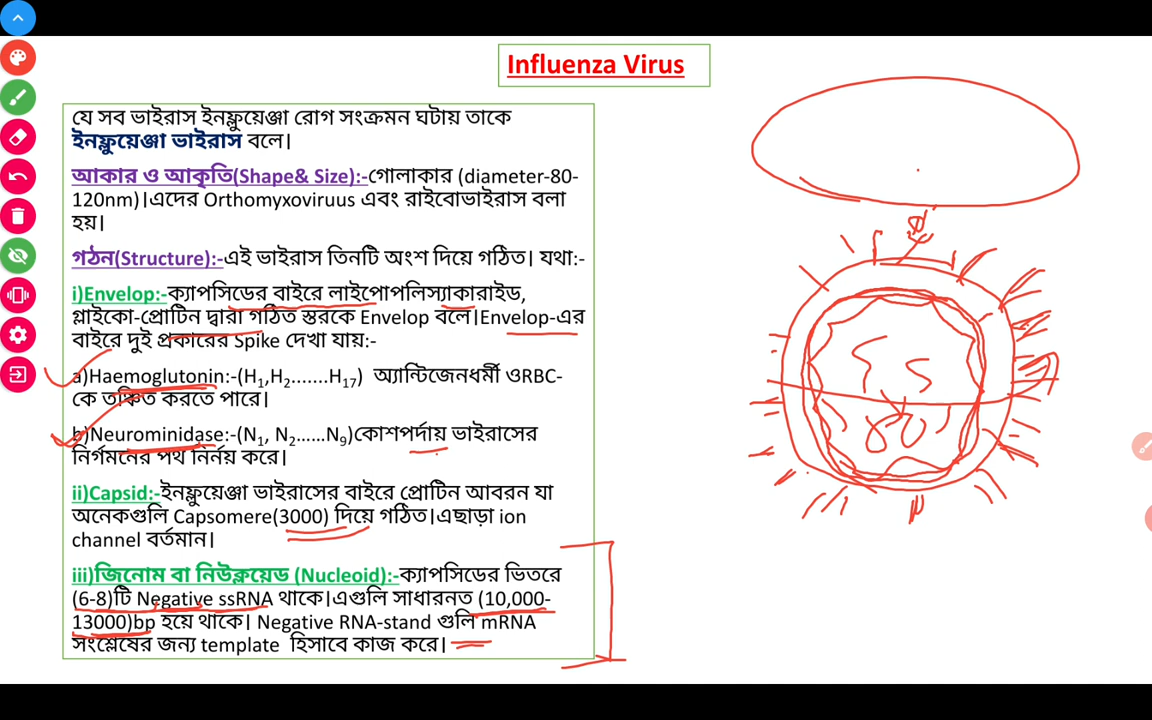 Influenza Virus
যে সব ভাইরাস ইনফ্লুয়েঞ্জা রোগ সংক্রমন ঘটায় তাকে
ইনফ্লুয়েঞ্জা ভাইরাস বলে।
আকার ও আকৃতি(Shape& Size):-গোলাকার (diameter-80-
120nm)।এদের Orthomyxoviruus এবং রাইবোভাইরাস বলা
হয়।
গঠন(Structure):-এই ভাইরাস তিনটি অংশ দিয়ে গঠিত। যথা:-
i)Envelop:-ক্যাপসিডের বাইরে লাইপোপলিস্যাকারাইড,
গ্লাইকো-প্রোটিন দ্বারা গঠিত স্তরকে Envelop বলে।Envelop-এর
বাইরে দুই প্রকারের Spike দেখা যায়:-
a)Haemoglutonin:-(H1,H2.......H17) অ্যান্টিজেনধর্মী ওRBC-
কে তঞ্চিত করতে পারে।
b)Neurominidase:-(N1, N2......N9)কোশপর্দায় ভাইরাসের
নির্গমনের পথ নির্নয় করে।
ii)Capsid:-ইনফ্লুয়েঞ্জা ভাইরাসের বাইরে প্রোটিন আবরন যা
অনেকগুলি Capsomere(3000) দিয়ে গঠিত।এছাড়া ion
channel বর্তমান।
iii)জিনোম বা নিউক্লয়েড (Nucleoid):-ক্যাপসিডের ভিতরে
(6-8)টি Negative ssRNA থাকে।এগুলি সাধারনত (10,000-
13000)bp হয়ে থাকে। Negative RNA-stand গুলি mRNA
সংশ্লেষের জন্য template হিসাবে কাজ করে।